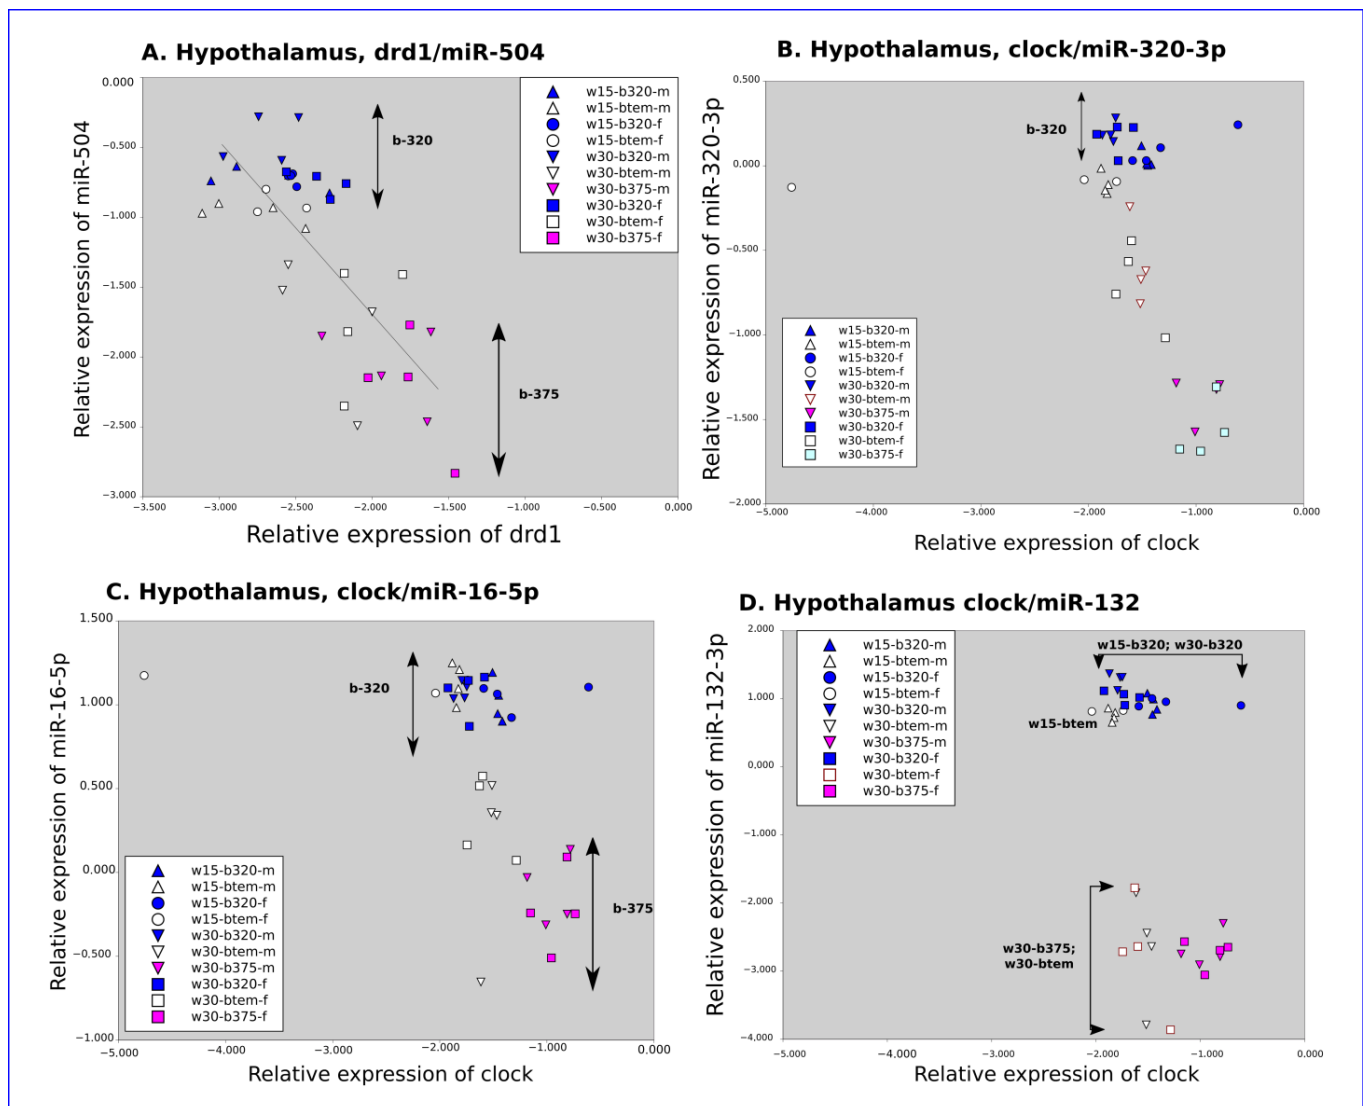 A. Hypothalamus, drd1/miR-504
Relative expression of miR-504
0.000
−0.500
−1.000
−1.500
−2.000
−2.500
−3.000
−3.500
−3.000
−2.500
−2.000
−1.500
−1.000
−0.500
0.000
Relative expression of drd1
w15-b320-m
w15-btem-m
w15-b320-f
w15-btem-f
w30-b320-m
w30-btem-m
w30-b375-m
w30-b320-f
w30-btem-f
w30-b375-f
b-320
b-375
B. Hypothalamus, clock/miR-320-3p
Relative expression of miR-320-3p
0.500
0.000
−0.500
−1.000
−1.500
−2.000
−5.000
−4.000
−3.000
−2.000
−1.000
0.000
Relative expression of clock
b-320
w15-b320-m
w15-btem-m
w15-b320-f
w15-btem-f
w30-b320-m
w30-btem-m
w30-b375-m
w30-b320-f
w30-btem-f
w30-b375-f
C. Hypothalamus, clock/miR-16-5p
Relative expression of miR-16-5p
1.500
1.000
0.500
0.000
−0.500
−1.000
−5.000
−4.000
−3.000
−2.000
−1.000
0.000
Relative expression of clock
b-320
b-375
w15-b320-m
w15-btem-m
w15-b320-f
w15-btem-f
w30-b320-m
w30-btem-m
w30-b375-m
w30-b320-f
w30-btem-f
w30-b375-f
D. Hypothalamus clock/miR-132
Relative expression of miR-132-3p
2.000
1.000
0.000
−1.000
−2.000
−3.000
−4.000
−5.000
−4.000
−3.000
−2.000
−1.000
0.000
Relative expression of clock
w15-b320-m
w15-btem-m
w15-b320-f
w15-btem-f
w30-b320-m
w30-btem-m
w30-b375-m
w30-b320-f
w30-btem-f
w30-b375-f
w15-b320; w30-b320
w15-btem
w30-b375;
w30-btem